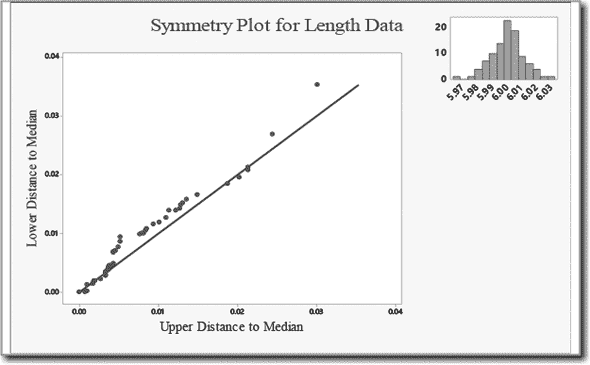 Symmetry Plot for Length Data
20
10
0
5.97 5.98 5.99 6.00 6.01 6.02 6.03
0.04
0.03
0.02
0.01
0.00
Lower Distance to Median
0.00 0.01 0.02 0.03 0.04
Upper Distance to Median